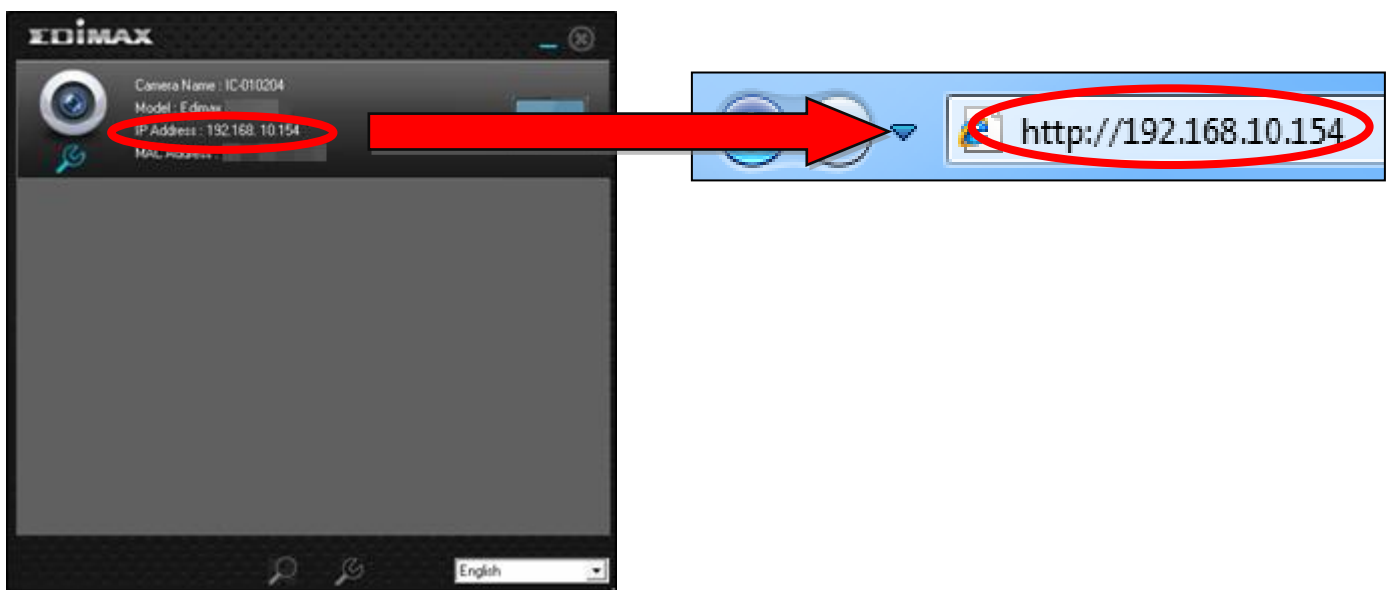 EDIMAX
Camera Name : IC-010204
Model : Edimax
IP Address : 192.168. 10.154
MAC Address :
English
http://192.168.10.154